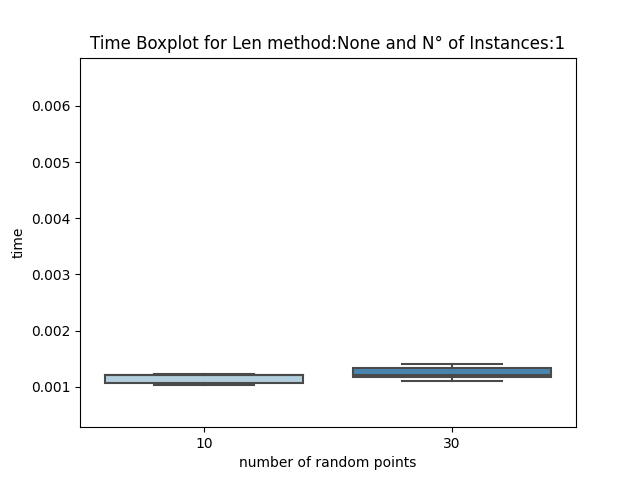 Time Boxplot for Len method:None and N° of Instances:1
0.006
0.005
0.004
0.003
0.002
0.001
time
10 30
number of random points